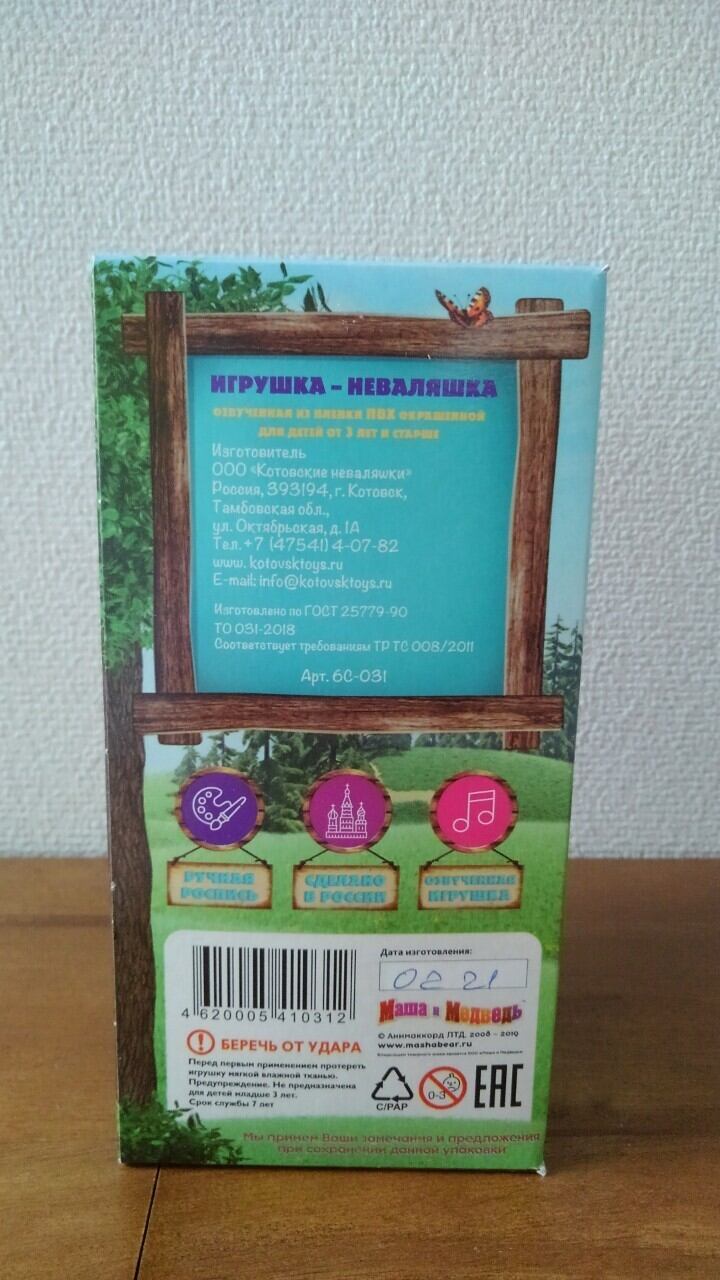 ИГРУШКА - НЕВАЛЯШКА
ОЗВУЧЕННАЯ ИЗ ПЛЕНКИ ПВХ ОКРАШЕННОЙ
ДЛЯ ДЕТЕЙ ОТ 3 ЛЕТ И СТАРШЕ
Изготовитель
ООО «Котовские неваляшки»
Россия, 393194, г. Котовск,
Тамбовская обл.,
ул. Октябрьская, д. 1А
Тел.+7 (47541) 4-07-82
www. kotovsktoys.ru
E-mail: info@kotovsktoys.ru
Изготовлено по ГОСТ 25779-90
ТО 031-2018
Соответствует требованиям ТР ТС 008/2011
Арт. 6С-031
РУЧНАЯ
РОСПИСЬ
СДЕЛАНО
В РОССИИ
ОЗВУЧЕННАЯ
ИГРУШКА
4 620005 410312
Дата изготовления:
02 21
Маша и Медведь
© Анимаккорд ЛТД. 2008 - 2019
www.mashabear.ru
БЕРЕЧЬ ОТ УДАРА
Перед первым применением протереть
игрушку мягкой влажной тканью.
Предупреждение. Не предназначена
для детей младше 3 лет.
Срок службы 7 лет
C/PAP
0-3
ЕАС
Мы примем Ваши замечания и предложения
при сохранении данной упаковки